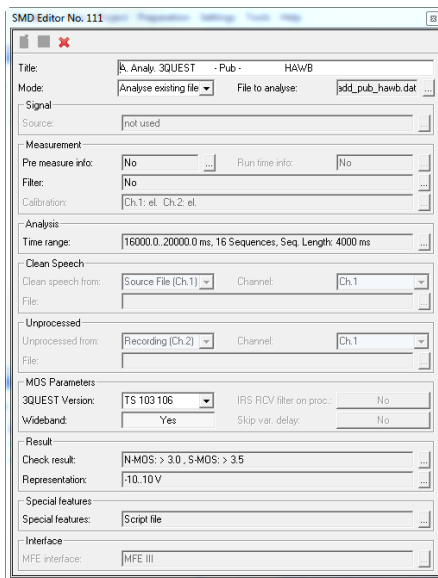 SMD Editor No. 111
Title: A. Analy. 3QUEST - Pub - HAWB
Mode: Analyse existing file File to analyse: add_pub_hawb.dat ...
Signal
Source: not used ...
Measurement
Pre measure info: No ... Run time info: No ...
Filter: No ...
Calibration: Ch.1: el. Ch.2: el. ...
Analysis
Time range: 16000.0..20000.0 ms, 16 Sequences, Seq. Length: 4000 ms ...
Clean Speech
Clean speech from: Source File (Ch.1) Channel: Ch.1
File: ...
Unprocessed
Unprocessed from: Recording (Ch.2) Channel: Ch.1
File: ...
MOS Parameters
3QUEST Version: TS 103 106 IRS RCV filter on proc.: No
Wideband: Yes Skip var. delay: No
Result
Check result: N-MOS: > 3.0 , S-MOS: > 3.5 ...
Representation: -10..10 V ...
Special features
Special features: Script file ...
Interface
MFE interface: MFE III ...